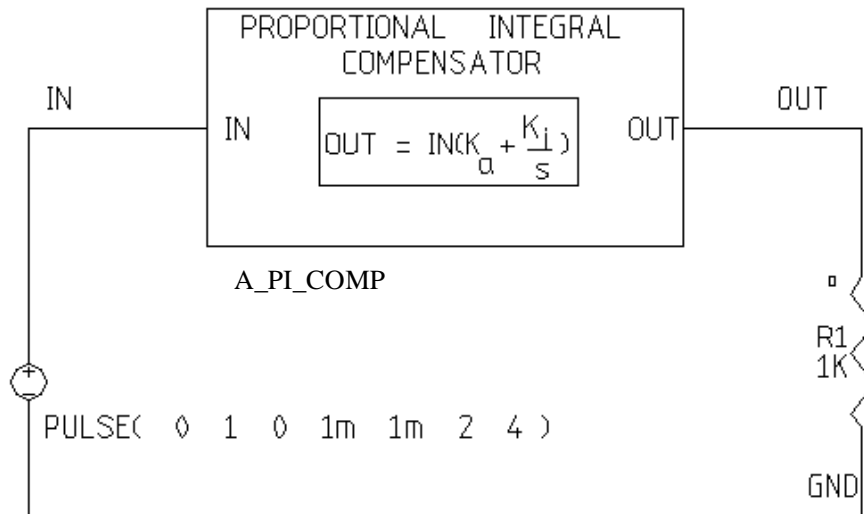 PROPORTIONAL INTEGRAL
COMPENSATOR
IN
OUT
IN
OUT = IN(Ka + Ki/s)
OUT
A_PI_COMP
R1
1K
PULSE( 0 1 0 1m 1m 2 4 )
GND